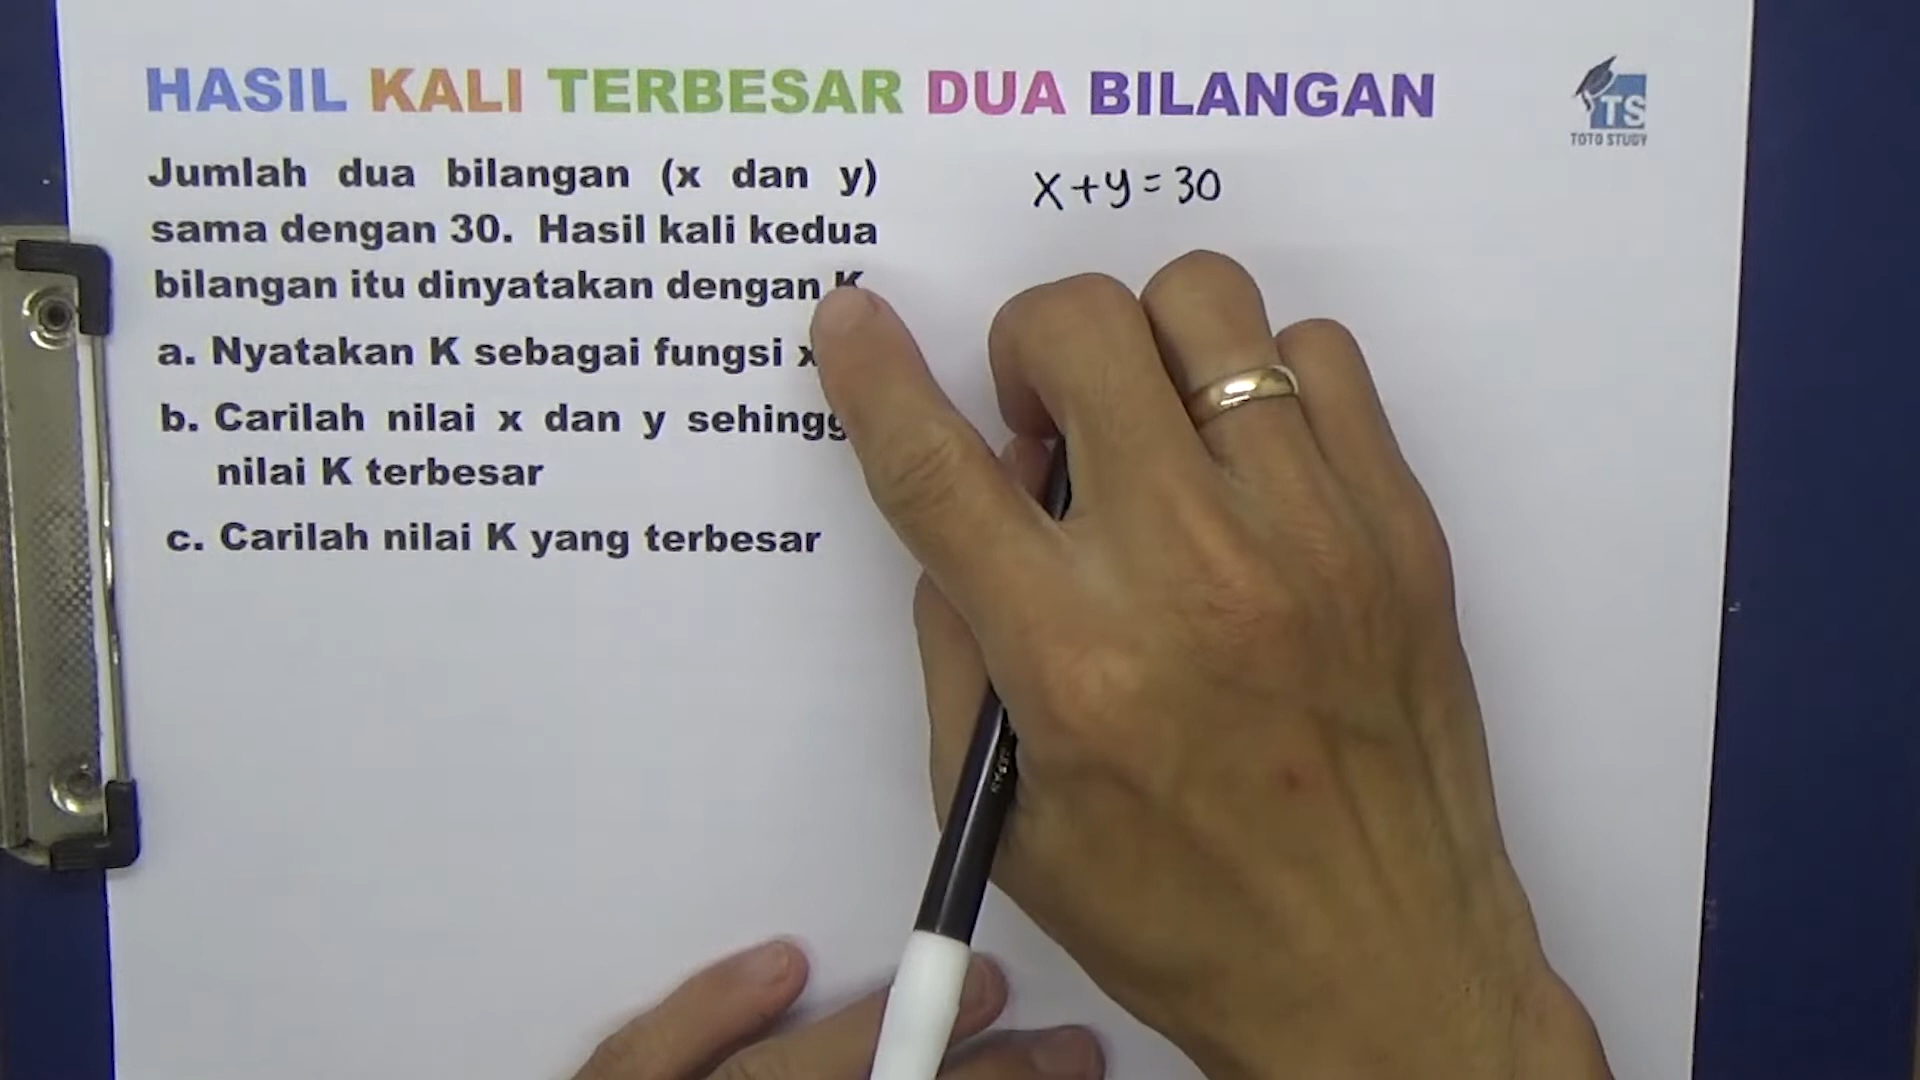 HASIL KALI TERBESAR DUA BILANGAN
TS
TOTO STUDY
Jumlah dua bilangan (x dan y)
sama dengan 30. Hasil kali kedua
bilangan itu dinyatakan dengan K
a. Nyatakan K sebagai fungsi x
b. Carilah nilai x dan y
nilai K terbesar
c. Carilah nilai K yang terbesar
x+y=30